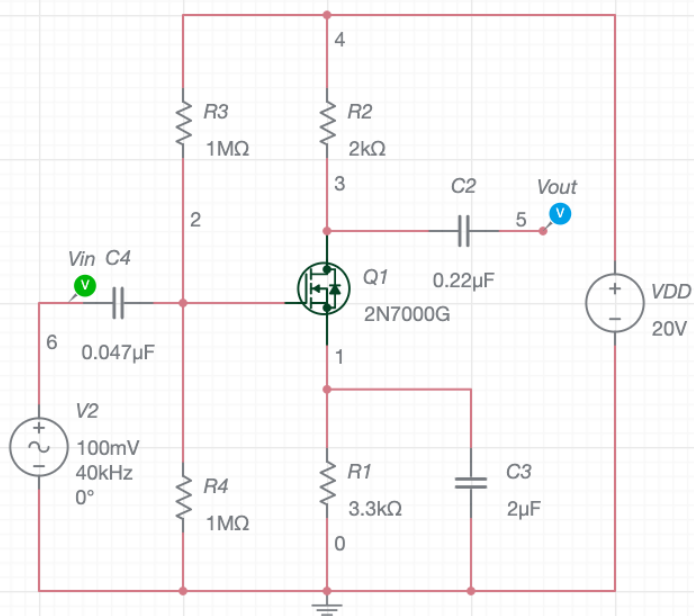 4
R3
1MΩ
R2
2kΩ
3
2
C2
Vout
5
V
0.22µF
Vin C4
V
0.047µF
6
Q1
2N7000G
+
−
VDD
20V
1
V2
+
−
100mV
40kHz
0°
R4
1MΩ
R1
3.3kΩ
C3
2µF
0